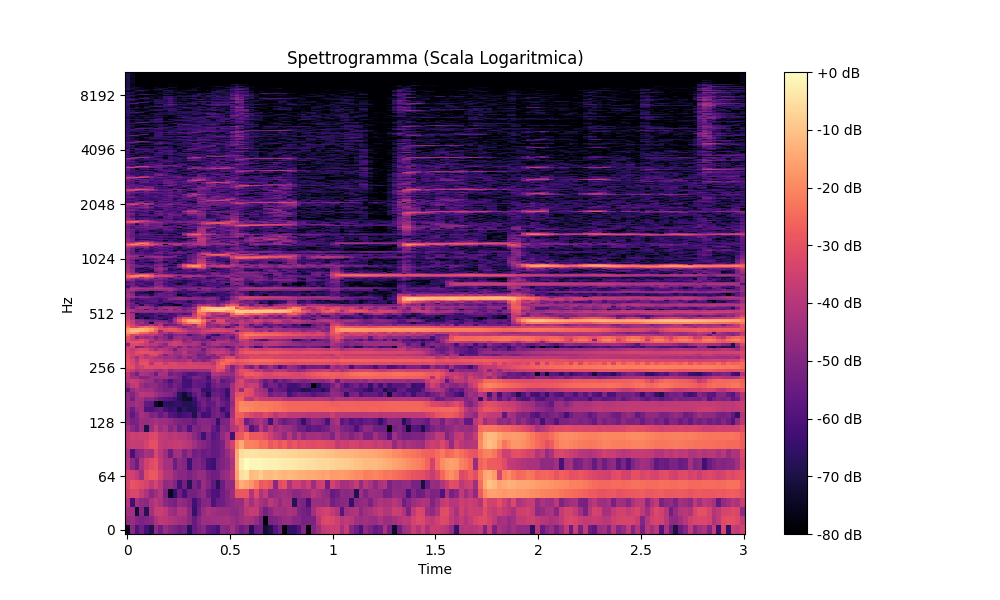 Spettrogramma (Scala Logaritmica)
Hz
8192
4096
2048
1024
512
256
128
64
0
0 0.5 1 1.5 2 2.5 3
Time
+0 dB
-10 dB
-20 dB
-30 dB
-40 dB
-50 dB
-60 dB
-70 dB
-80 dB